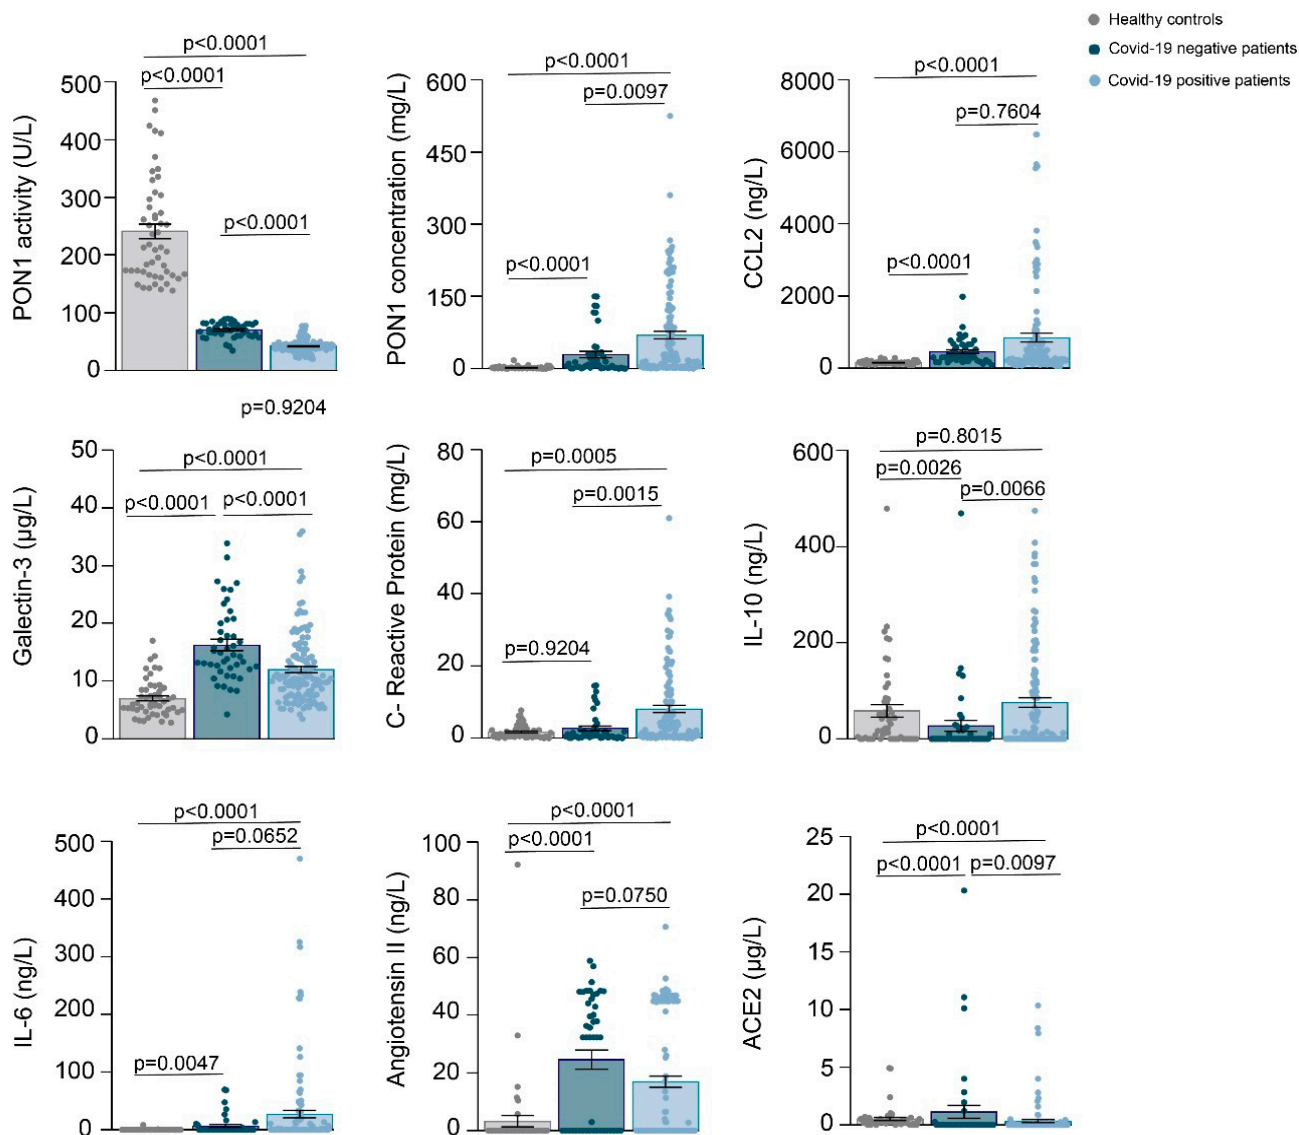 Healthy controls
Covid-19 negative patients
Covid-19 positive patients
PON1 activity (U/L)
500
400
300
200
100
0
p<0.0001
p<0.0001
p<0.0001
PON1 concentration (mg/L)
600
450
300
150
0
p<0.0001
p=0.0097
p<0.0001
CCL2 (ng/L)
8000
6000
4000
2000
0
p<0.0001
p=0.7604
p<0.0001
p=0.9204
Galectin-3 (µg/L)
50
40
30
20
10
0
p<0.0001
p<0.0001
p<0.0001
C- Reactive Protein (mg/L)
80
60
40
20
0
p=0.0005
p=0.0015
p=0.9204
IL-10 (ng/L)
600
400
200
0
p=0.8015
p=0.0026
p=0.0066
IL-6 (ng/L)
500
400
300
200
100
0
p<0.0001
p=0.0652
p=0.0047
Angiotensin II (ng/L)
100
80
60
40
20
0
p<0.0001
p<0.0001
p=0.0750
ACE2 (µg/L)
25
20
15
10
5
0
p<0.0001
p<0.0001
p=0.0097